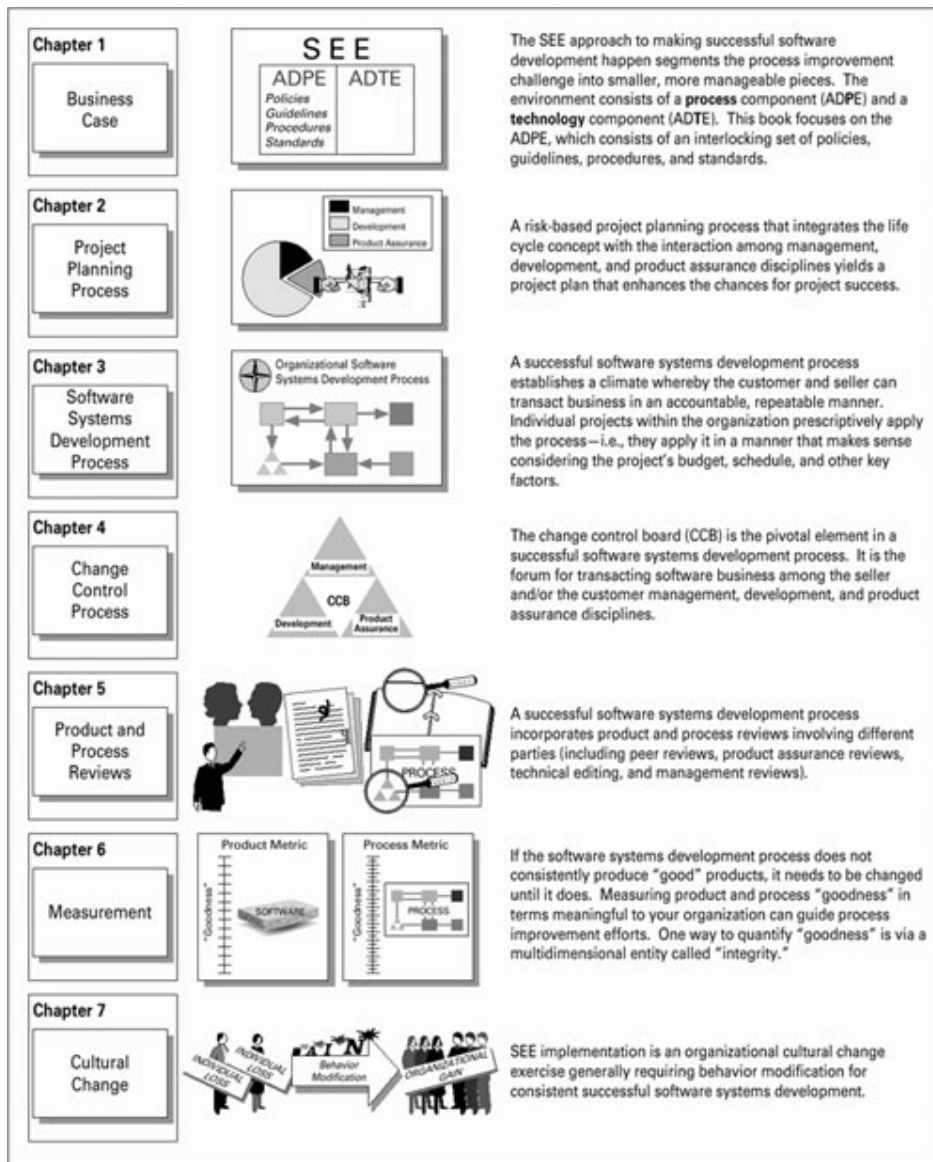 Chapter 1
Business
Case
SEE
ADPE
ADTE
Policies
Guidelines
Procedures
Standards
The SEE approach to making successful software
development happen segments the process improvement
challenge into smaller, more manageable pieces. The
environment consists of a process component (ADPE) and a
technology component (ADTE). This book focuses on the
ADPE, which consists of an interlocking set of policies,
guidelines, procedures, and standards.
Chapter 2
Project
Planning
Process
Management
Development
Product Assurance
A risk-based project planning process that integrates the life
cycle concept with the interaction among management,
development, and product assurance disciplines yields a
project plan that enhances the chances for project success.
Chapter 3
Software
Systems
Development
Process
Organizational Software
Systems Development Process
A successful software systems development process
establishes a climate whereby the customer and seller can
transact business in an accountable, repeatable manner.
Individual projects within the organization prescriptively apply
the process—i.e., they apply it in a manner that makes sense
considering the project's budget, schedule, and other key
factors.
Chapter 4
Change
Control
Process
Management
CCB
Development
Product
Assurance
The change control board (CCB) is the pivotal element in a
successful software systems development process. It is the
forum for transacting software business among the seller
and/or the customer management, development, and product
assurance disciplines.
Chapter 5
Product and
Process
Reviews
PROCESS
A successful software systems development process
incorporates product and process reviews involving different
parties (including peer reviews, product assurance reviews,
technical editing, and management reviews).
Chapter 6
Measurement
Product Metric
"Goodness"
SOFTWARE
Process Metric
"Goodness"
PROCESS
If the software systems development process does not
consistently produce “good” products, it needs to be changed
until it does. Measuring product and process “goodness” in
terms meaningful to your organization can guide process
improvement efforts. One way to quantify “goodness” is via a
multidimensional entity called “integrity.”
Chapter 7
Cultural
Change
INDIVIDUAL
LOSS
INDIVIDUAL
LOSS
Behavior
Modification
ORGANIZATIONAL
GAIN
SEE implementation is an organizational cultural change
exercise generally requiring behavior modification for
consistent successful software systems development.